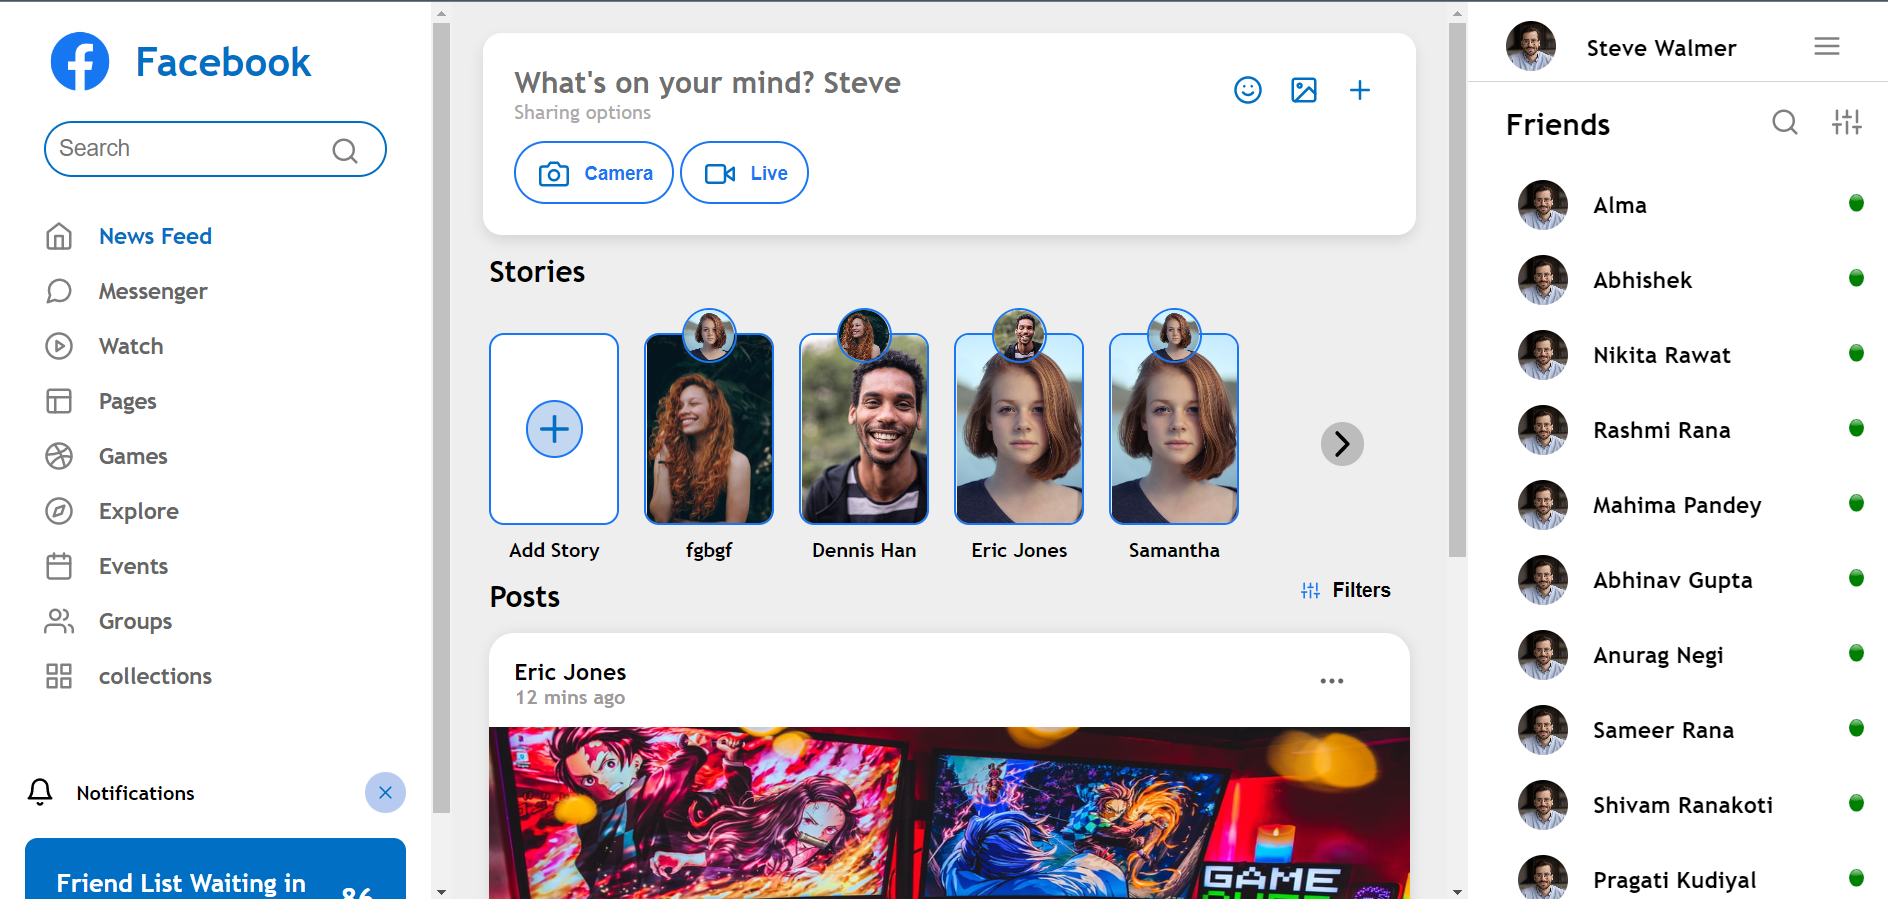 Facebook
Search
News Feed
Messenger
Watch
Pages
Games
Explore
Events
Groups
collections
Notifications
Friend List Waiting in
86
What's on your mind? Steve
Sharing options
Camera
Live
Stories
Add Story
fgbgf
Dennis Han
Eric Jones
Samantha
Posts
Filters
Eric Jones
12 mins ago
GAME
Steve Walmer
Friends
Alma
Abhishek
Nikita Rawat
Rashmi Rana
Mahima Pandey
Abhinav Gupta
Anurag Negi
Sameer Rana
Shivam Ranakoti
Pragati Kudiyal